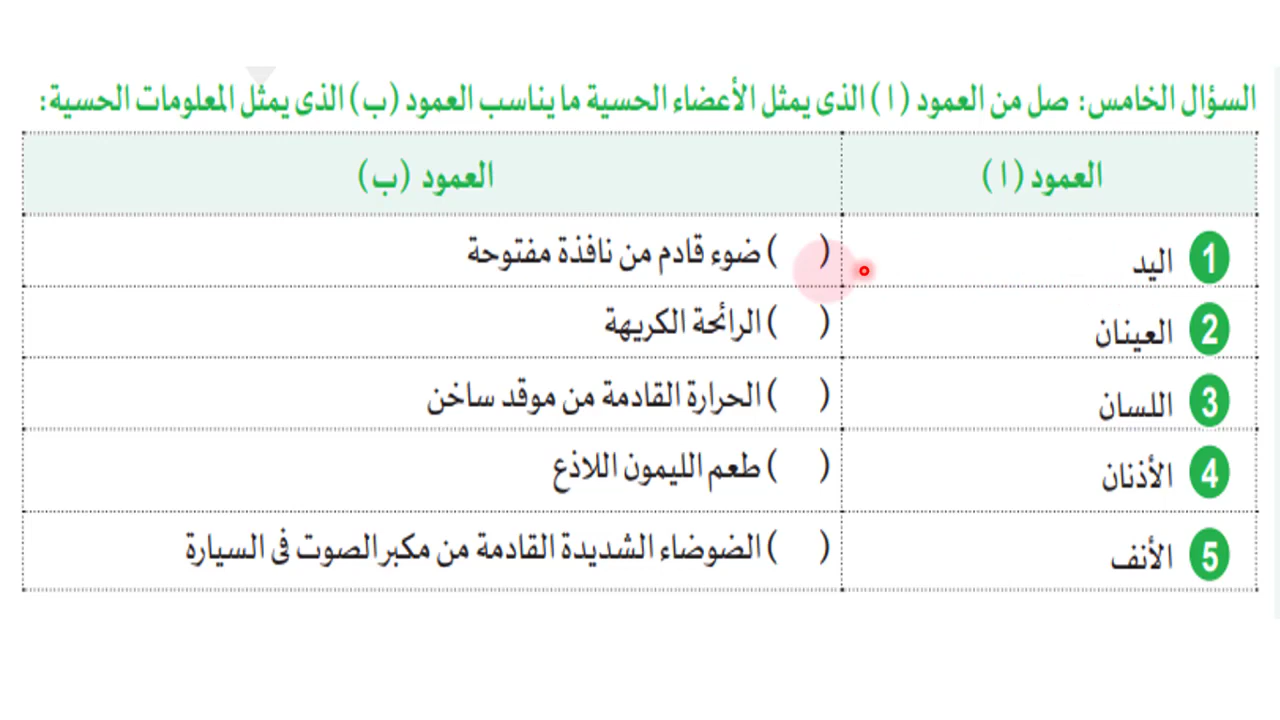 السؤال الخامس: صل من العمود (ا) الذى يمثل الأعضاء الحسية ما يناسب العمود (ب) الذى يمثل المعلومات الحسية:
العمود (ا) العمود (ب)
1 اليد ( ) ضوء قادم من نافذة مفتوحة
2 العينان ( ) الرائحة الكريهة
3 اللسان ( ) الحرارة القادمة من موقد ساخن
4 الأذنان ( ) طعم الليمون اللاذع
5 الأنف ( ) الضوضاء الشديدة القادمة من مكبر الصوت فى السيارة